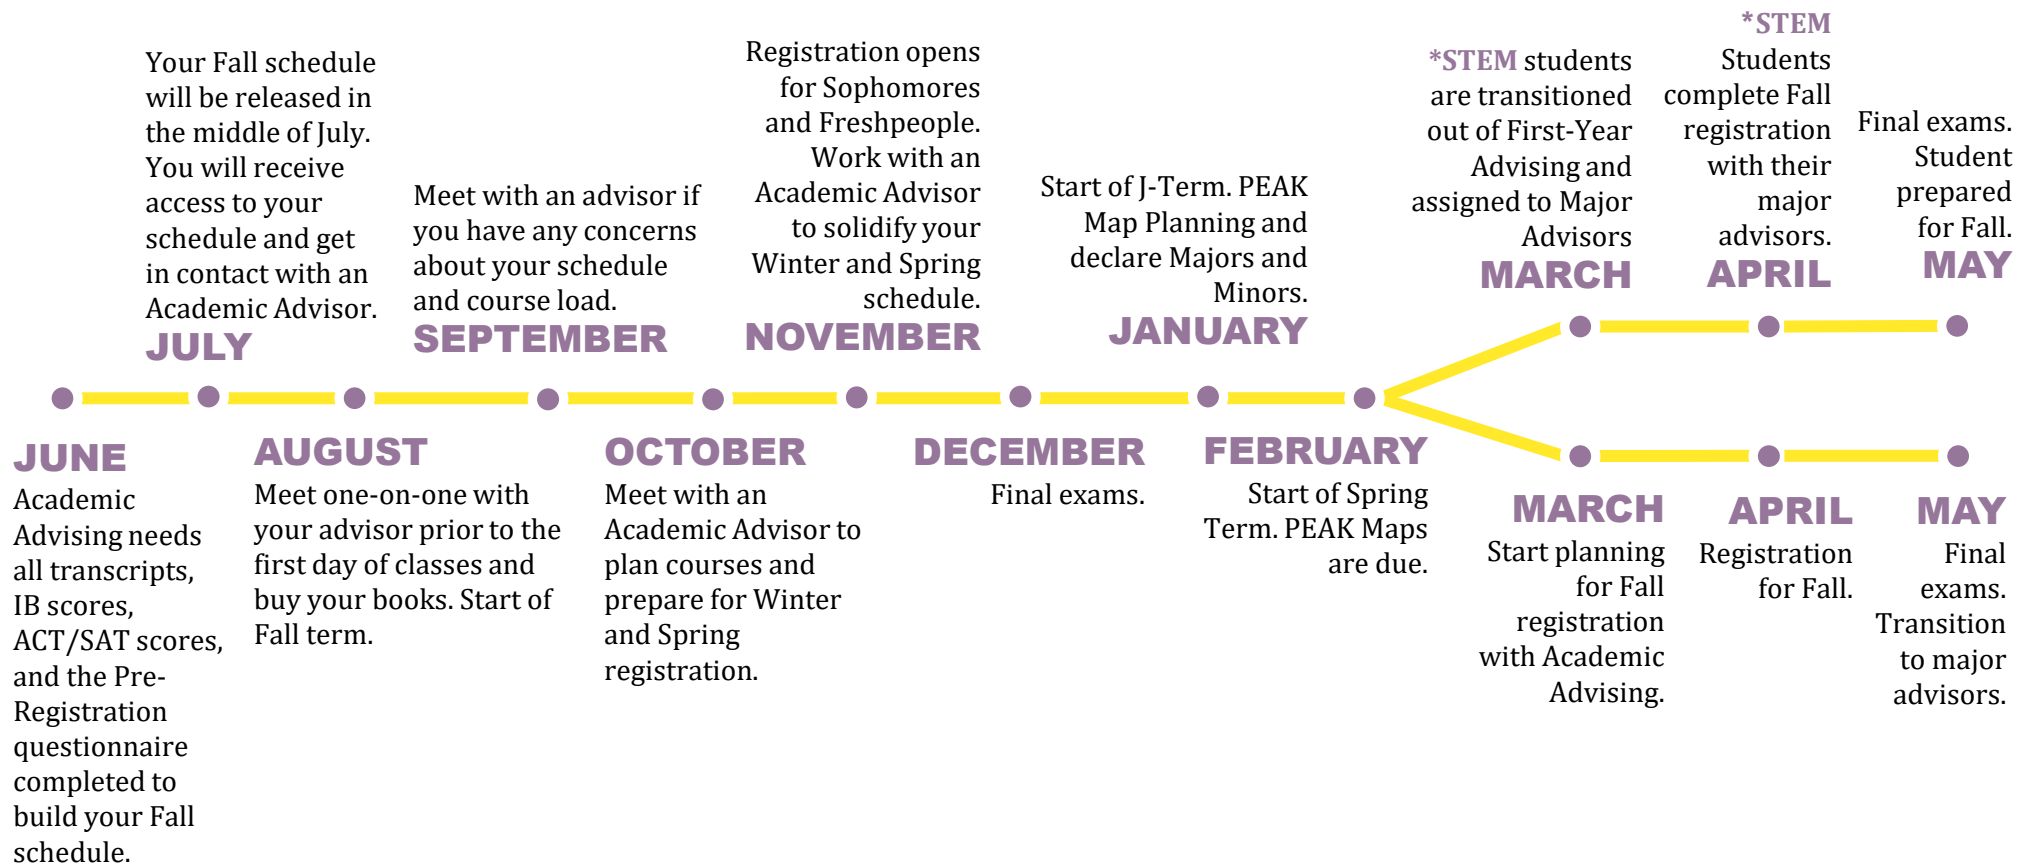 Your Fall schedule
will be released in
the middle of July.
You will receive
access to your
schedule and get
in contact with an
Academic Advisor.
JULY
Meet with an advisor if
you have any concerns
about your schedule
and course load.
SEPTEMBER
Registration opens
for Sophomores
and Freshpeople.
Work with an
Academic Advisor
to solidify your
Winter and Spring
schedule.
NOVEMBER
Start of J-Term. PEAK
Map Planning and
declare Majors and
Minors.
JANUARY
*STEM students
are transitioned
out of First-Year
Advising and
assigned to Major
Advisors
MARCH
*STEM
Students
complete Fall
registration
with their
major
advisors.
APRIL
Final exams.
Student
prepared
for Fall.
MAY
JUNE
Academic
Advising needs
all transcripts,
IB scores,
ACT/SAT scores,
and the Pre-
Registration
questionnaire
completed to
build your Fall
schedule.
AUGUST
Meet one-on-one with
your advisor prior to the
first day of classes and
buy your books. Start of
Fall term.
OCTOBER
Meet with an
Academic Advisor to
plan courses and
prepare for Winter
and Spring
registration.
DECEMBER
Final exams.
FEBRUARY
Start of Spring
Term. PEAK Maps
are due.
MARCH
Start planning
for Fall
registration
with Academic
Advising.
APRIL
Registration
for Fall.
MAY
Final
exams.
Transition
to major
advisors.